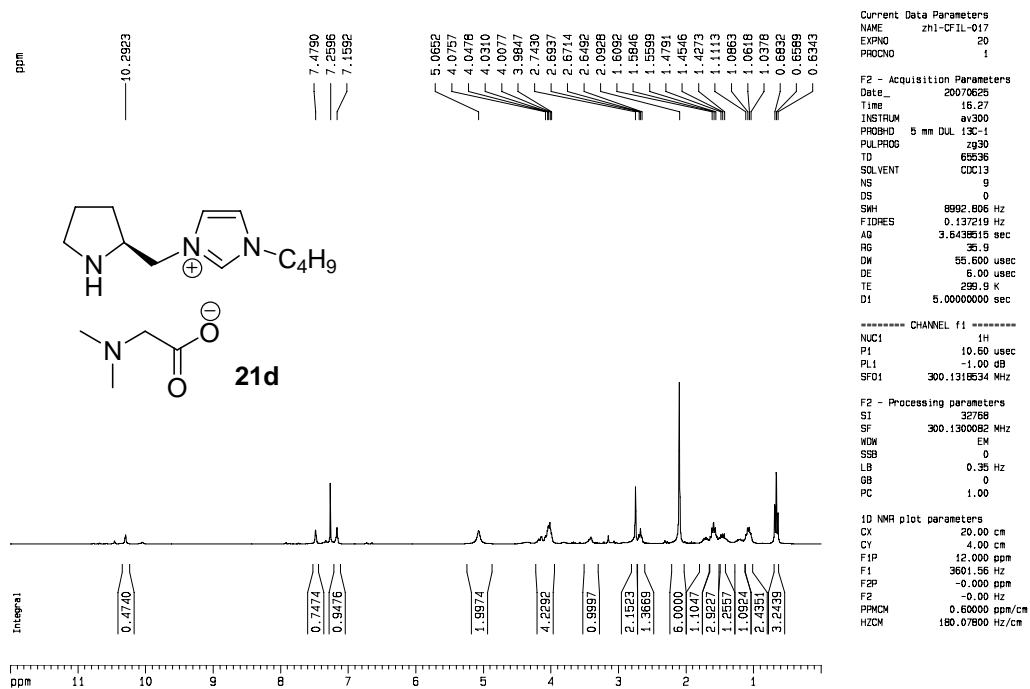 ppm
10.2923
7.4790
7.2596
7.1592
5.0652
4.0757
4.0478
4.0310
4.0077
3.9847
2.7430
2.6937
2.6714
2.6492
2.0928
1.6092
1.5846
1.5599
1.4791
1.4546
1.4273
1.1113
1.0863
1.0618
1.0378
0.6832
0.6589
0.6343
N
H
N
⊕
N
C4H9
N
O
⊖
O
21d
Integral
0.4740
0.7474
0.9476
1.9974
4.2292
0.9997
2.1523
1.3669
6.0000
1.1047
2.9227
1.2557
1.0924
2.4351
3.2439
ppm 11 10 9 8 7 6 5 4 3 2 1
Current Data Parameters
NAME zhl-CFIL-017
EXPNO 20
PROCNO 1
F2 - Acquisition Parameters
Date_ 20070625
Time 16.27
INSTRUM av300
PROBHD 5 mm DUL 13C-1
PULPROG zg30
TD 65536
SOLVENT CDCl3
NS 9
DS 0
SWH 8992.806 Hz
FIDRES 0.137219 Hz
AQ 3.6438515 sec
RG 35.9
DW 55.600 usec
DE 6.00 usec
TE 299.9 K
D1 5.00000000 sec
======== CHANNEL f1 ========
NUC1 1H
P1 10.60 usec
PL1 -1.00 dB
SFO1 300.1318534 MHz
F2 - Processing parameters
SI 32768
SF 300.1300082 MHz
WDW EM
SSB 0
LB 0.35 Hz
GB 0
PC 1.00
1D NMR plot parameters
CX 20.00 cm
CY 4.00 cm
F1P 12.000 ppm
F1 3601.56 Hz
F2P -0.000 ppm
F2 -0.00 Hz
PPMCM 0.60000 ppm/cm
HZCM 180.07800 Hz/cm